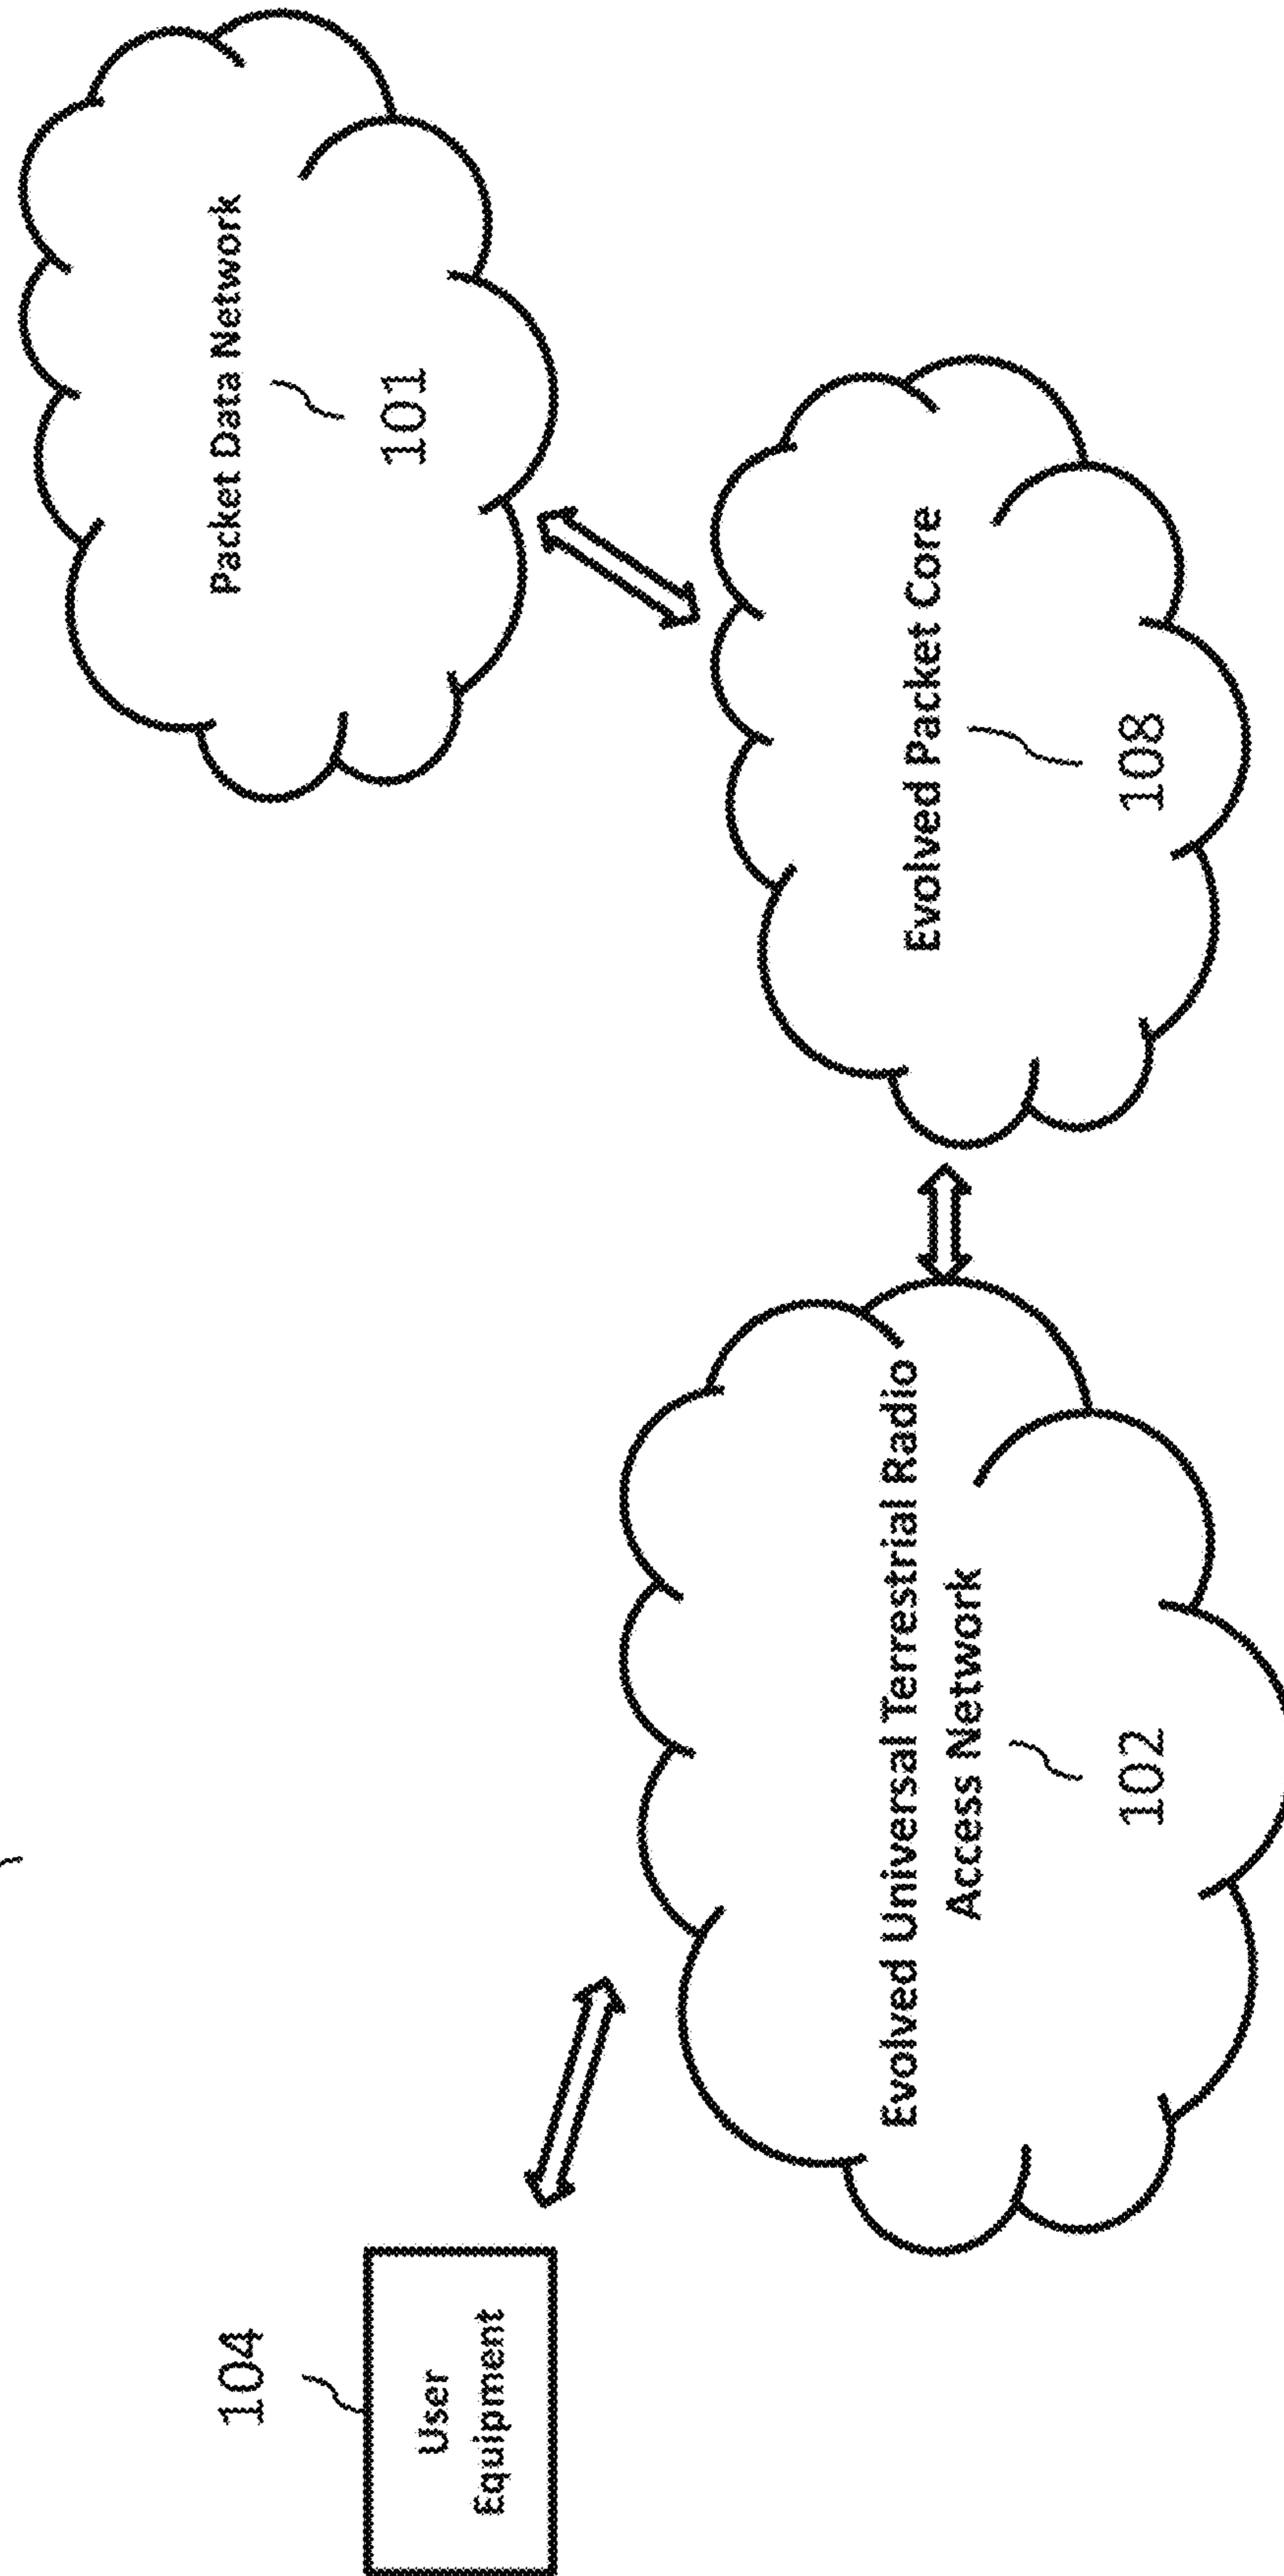 104
User
Equipment
Evolved Universal Terrestrial Radio
Access Network
102
Evolved Packet Core
108
Packet Data Network
101